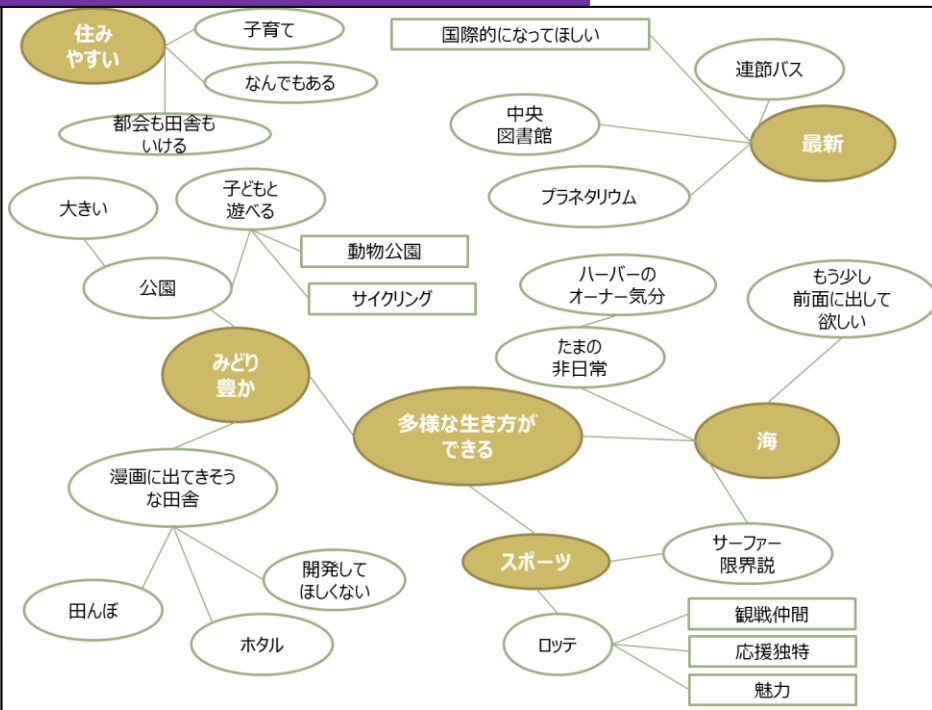 住み
やすい
子育て
なんでもある
都会も田舎も
いける
国際的になってほしい
連節バス
中央
図書館
最新
プラネタリウム
大きい
子どもと
遊べる
公園
動物公園
サイクリング
みどり
豊か
ハーバーの
オーナー気分
もう少し
前面に出して
欲しい
たまの
非日常
多様な生き方が
できる
海
漫画に出てきそう
な田舎
田んぼ
ホタル
開発して
ほしくない
スポーツ
サーファー
限界説
ロッテ
観戦仲間
応援独特
魅力